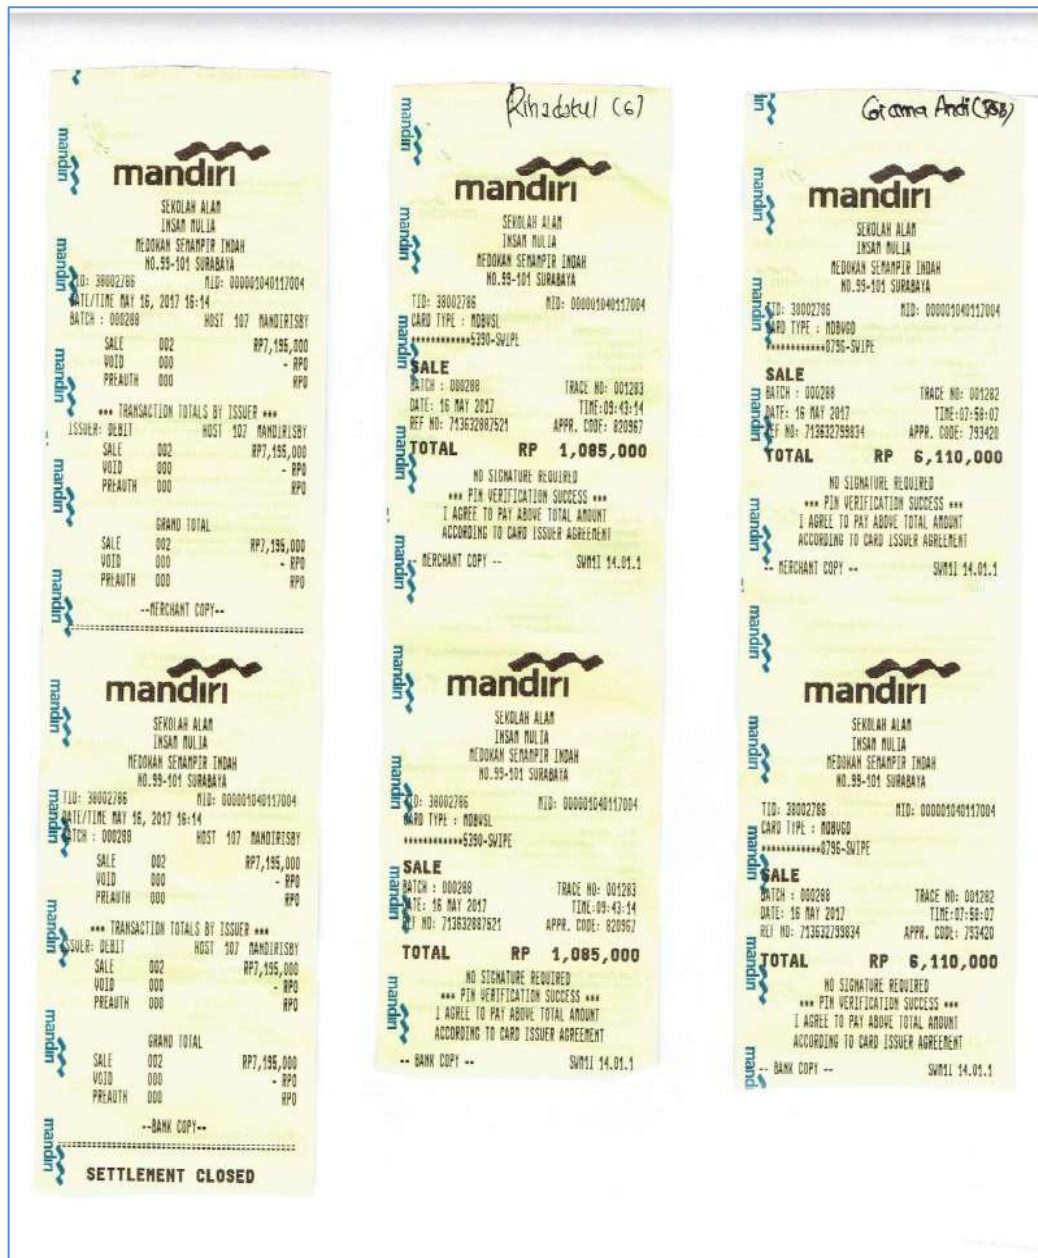 mandiri
SEKOLAH ALAM
INSAN MULIA
MEDOKAN SEMAMPIR INDAH
NO.99-101 SURABAYA
TID: 38002786 MID: 000001040117004
DATE/TIME MAY 16, 2017 16:14
BATCH : 000288 HOST 107 MANDIRISBY
SALE 002 RP7,195,000
VOID 000 - RP0
PREAUTH 000 RP0
*** TRANSACTION TOTALS BY ISSUER ***
ISSUER: DEBIT HOST 107 MANDIRISBY
SALE 002 RP7,195,000
VOID 000 - RP0
PREAUTH 000 RP0
GRAND TOTAL
SALE 002 RP7,195,000
VOID 000 - RP0
PREAUTH 000 RP0
--MERCHANT COPY--
mandiri
SEKOLAH ALAM
INSAN MULIA
MEDOKAN SEMAMPIR INDAH
NO.99-101 SURABAYA
TID: 38002786 MID: 000001040117004
DATE/TIME MAY 16, 2017 16:14
BATCH : 000288 HOST 107 MANDIRISBY
SALE 002 RP7,195,000
VOID 000 - RP0
PREAUTH 000 RP0
*** TRANSACTION TOTALS BY ISSUER ***
ISSUER: DEBIT HOST 107 MANDIRISBY
SALE 002 RP7,195,000
VOID 000 - RP0
PREAUTH 000 RP0
GRAND TOTAL
SALE 002 RP7,195,000
VOID 000 - RP0
PREAUTH 000 RP0
--BANK COPY--
SETTLEMENT CLOSED
Rihadatul (6)
mandiri
SEKOLAH ALAM
INSAN MULIA
MEDOKAN SEMAMPIR INDAH
NO.99-101 SURABAYA
TID: 38002786 MID: 000001040117004
CARD TYPE : MDBVSL
************5390-SWIPE
SALE
BATCH : 000288 TRACE NO: 001283
DATE: 16 MAY 2017 TIME:09:43:14
REF NO: 713632887521 APPR. CODE: 820967
TOTAL RP 1,085,000
NO SIGNATURE REQUIRED
*** PIN VERIFICATION SUCCESS ***
I AGREE TO PAY ABOVE TOTAL AMOUNT
ACCORDING TO CARD ISSUER AGREEMENT
-- MERCHANT COPY -- SWM1I 14.01.1
mandiri
SEKOLAH ALAM
INSAN MULIA
MEDOKAN SEMAMPIR INDAH
NO.99-101 SURABAYA
TID: 38002786 MID: 000001040117004
CARD TYPE : MDBVSL
************5390-SWIPE
SALE
BATCH : 000288 TRACE NO: 001283
DATE: 16 MAY 2017 TIME:09:43:14
REF NO: 713632887521 APPR. CODE: 820967
TOTAL RP 1,085,000
NO SIGNATURE REQUIRED
*** PIN VERIFICATION SUCCESS ***
I AGREE TO PAY ABOVE TOTAL AMOUNT
ACCORDING TO CARD ISSUER AGREEMENT
-- BANK COPY -- SWM1I 14.01.1
Andi
mandiri
SEKOLAH ALAM
INSAN MULIA
MEDOKAN SEMAMPIR INDAH
NO.99-101 SURABAYA
TID: 38002786 MID: 000001040117004
CARD TYPE : MDBVGD
************8796-SWIPE
SALE
BATCH : 000288 TRACE NO: 001282
DATE: 16 MAY 2017 TIME:07:58:07
REF NO: 713632799834 APPR. CODE: 793420
TOTAL RP 6,110,000
NO SIGNATURE REQUIRED
*** PIN VERIFICATION SUCCESS ***
I AGREE TO PAY ABOVE TOTAL AMOUNT
ACCORDING TO CARD ISSUER AGREEMENT
-- MERCHANT COPY -- SWM1I 14.01.1
mandiri
SEKOLAH ALAM
INSAN MULIA
MEDOKAN SEMAMPIR INDAH
NO.99-101 SURABAYA
TID: 38002786 MID: 000001040117004
CARD TYPE : MDBVGD
************8796-SWIPE
SALE
BATCH : 000288 TRACE NO: 001282
DATE: 16 MAY 2017 TIME:07:58:07
REF NO: 713632799834 APPR. CODE: 793420
TOTAL RP 6,110,000
NO SIGNATURE REQUIRED
*** PIN VERIFICATION SUCCESS ***
I AGREE TO PAY ABOVE TOTAL AMOUNT
ACCORDING TO CARD ISSUER AGREEMENT
-- BANK COPY -- SWM1I 14.01.1